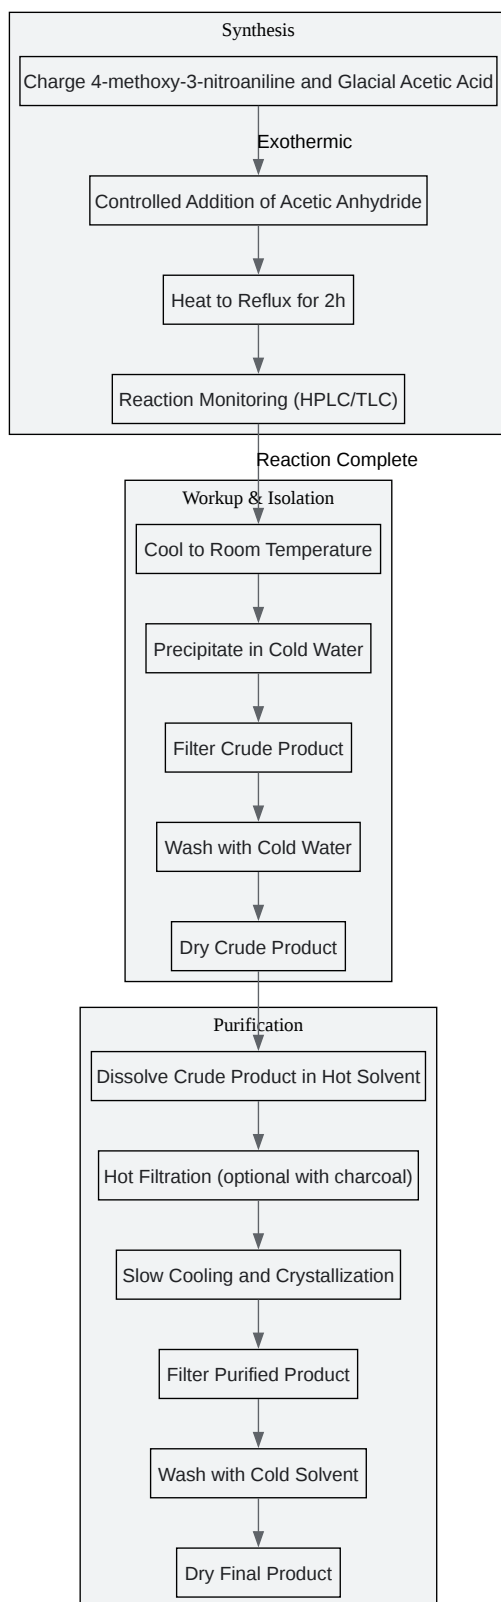 Synthesis
Charge 4-methoxy-3-nitroaniline and Glacial Acetic Acid
Exothermic
Controlled Addition of Acetic Anhydride
Heat to Reflux for 2h
Reaction Monitoring (HPLC/TLC)
Reaction Complete
Workup & Isolation
Cool to Room Temperature
Precipitate in Cold Water
Filter Crude Product
Wash with Cold Water
Dry Crude Product
Purification
Dissolve Crude Product in Hot Solvent
Hot Filtration (optional with charcoal)
Slow Cooling and Crystallization
Filter Purified Product
Wash with Cold Solvent
Dry Final Product